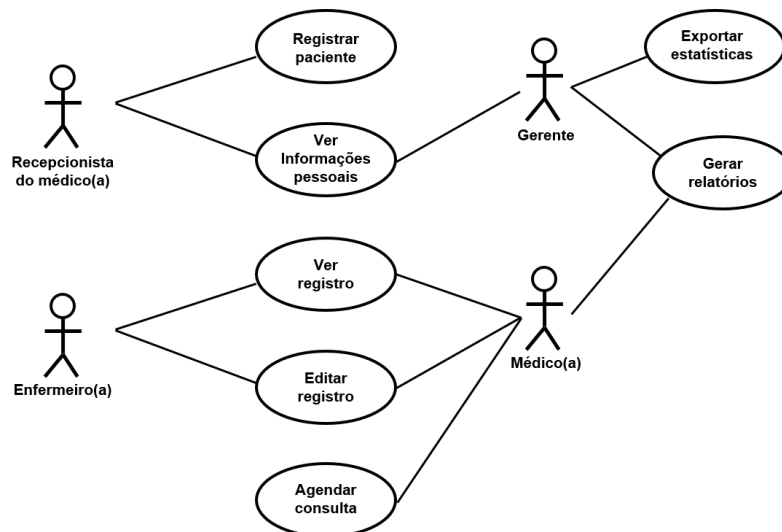 Registrar
paciente
Exportar
estatísticas
Recepcionista
do médico(a)
Ver
Informações
pessoais
Gerente
Gerar
relatórios
Ver
registro
Enfermeiro(a)
Editar
registro
Médico(a)
Agendar
consulta